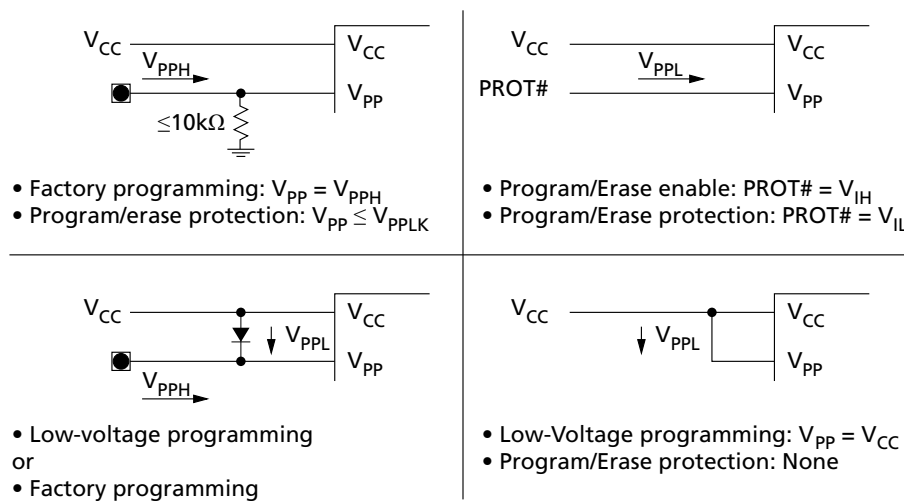 V_CC V_CC
V_PPH
V_PP
≤10kΩ
• Factory programming: V_PP = V_PPH
• Program/erase protection: V_PP ≤ V_PPLK
V_CC V_CC
V_PPL
PROT# V_PP
• Program/Erase enable: PROT# = V_IH
• Program/Erase protection: PROT# = V_IL
V_CC V_CC
V_PPL
V_PP
V_PPH
• Low-voltage programming
or
• Factory programming
V_CC V_CC
V_PPL
V_PP
• Low-Voltage programming: V_PP = V_CC
• Program/Erase protection: None